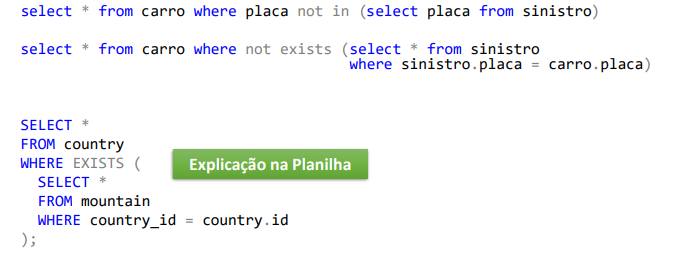 select * from carro where placa not in (select placa from sinistro)
select * from carro where not exists (select * from sinistro
where sinistro.placa = carro.placa)
SELECT *
FROM country
WHERE EXISTS (
Explicação na Planilha
SELECT *
FROM mountain
WHERE country_id = country.id
);